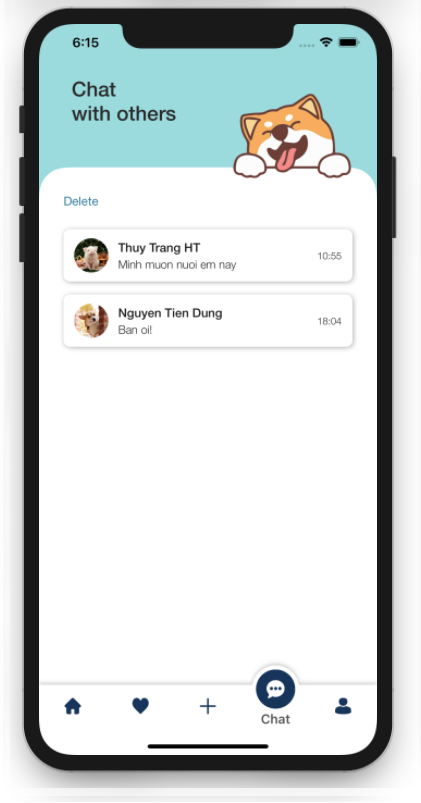 6:15
Chat
with others
Delete
Thuy Trang HT
10:55
Minh muon nuoi em nay
Nguyen Tien Dung
18:04
Ban oi!
Chat